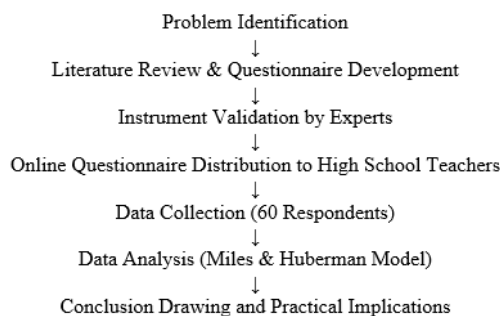 Problem Identification
↓
Literature Review & Questionnaire Development
↓
Instrument Validation by Experts
↓
Online Questionnaire Distribution to High School Teachers
↓
Data Collection (60 Respondents)
↓
Data Analysis (Miles & Huberman Model)
↓
Conclusion Drawing and Practical Implications